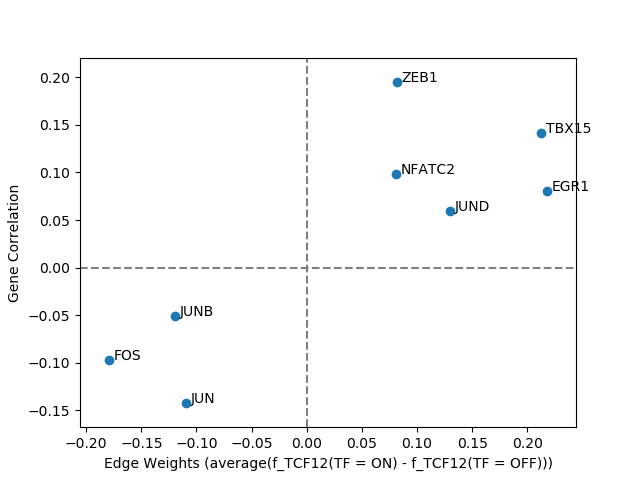 0.20
0.15
0.10
0.05
0.00
−0.05
−0.10
−0.15
Gene Correlation
ZEB1
TBX15
NFATC2
EGR1
JUND
JUNB
FOS
JUN
−0.20 −0.15 −0.10 −0.05 0.00 0.05 0.10 0.15 0.20
Edge Weights (average(f_TCF12(TF = ON) - f_TCF12(TF = OFF)))